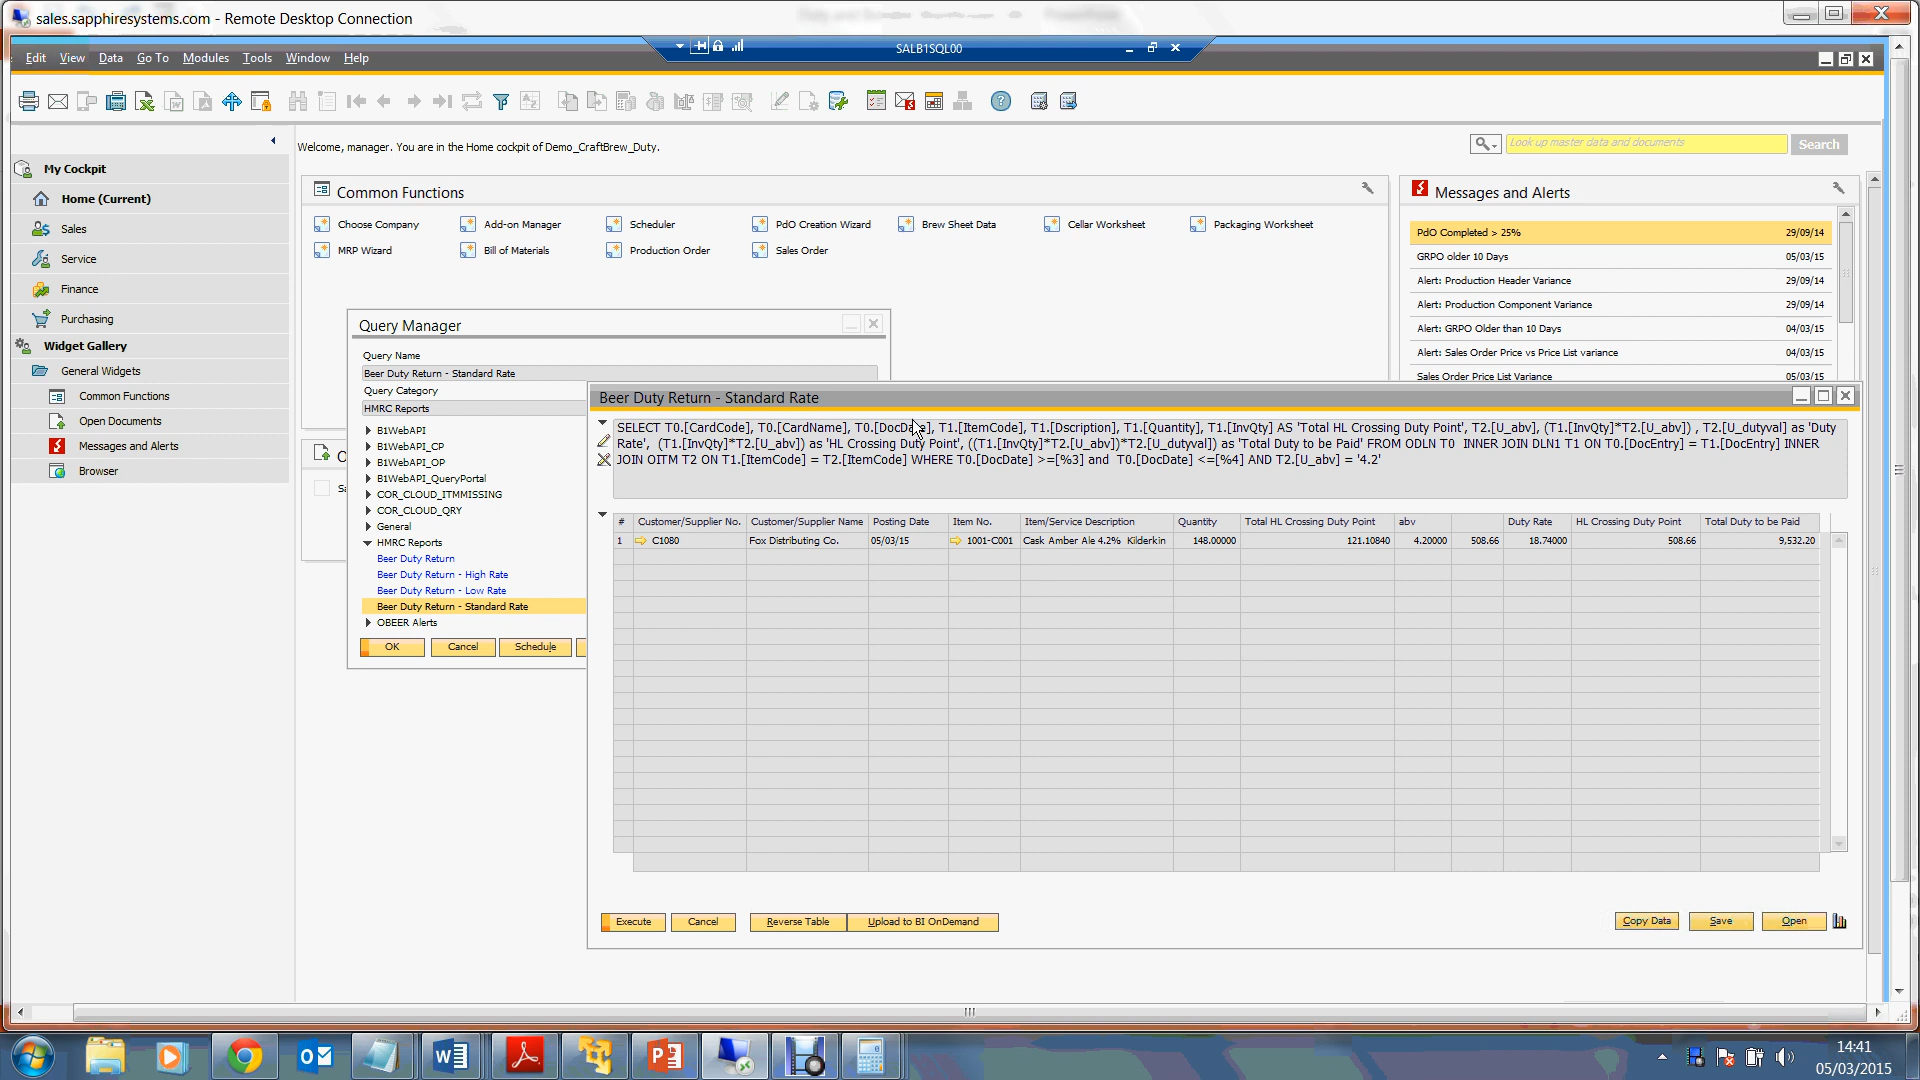 sales.sapphiresystems.com - Remote Desktop Connection
SALB1SQL00
Edit View Data Go To Modules Tools Window Help
Welcome, manager. You are in the Home cockpit of Demo_CraftBrew_Duty.
Look up master data and documents
Search
My Cockpit
Home (Current)
Sales
Service
Finance
Purchasing
Widget Gallery
General Widgets
Common Functions
Open Documents
Messages and Alerts
Browser
Common Functions
Choose Company Add-on Manager Scheduler PdO Creation Wizard Brew Sheet Data Cellar Worksheet Packaging Worksheet
MRP Wizard Bill of Materials Production Order Sales Order
Messages and Alerts
PdO Completed > 25% 29/09/14
GRPO older 10 Days 05/03/15
Alert: Production Header Variance 29/09/14
Alert: Production Component Variance 29/09/14
Alert: GRPO Older than 10 Days 04/03/15
Alert: Sales Order Price vs Price List variance 04/03/15
Sales Order Price List Variance 05/03/15
Query Manager
Query Name
Beer Duty Return - Standard Rate
Query Category
HMRC Reports
B1WebAPI
B1WebAPI_CP
B1WebAPI_OP
B1WebAPI_QueryPortal
COR_CLOUD_ITMMISSING
COR_CLOUD_QRY
General
HMRC Reports
Beer Duty Return
Beer Duty Return - High Rate
Beer Duty Return - Low Rate
Beer Duty Return - Standard Rate
OBEER Alerts
OK Cancel Schedule
Beer Duty Return - Standard Rate
SELECT T0.[CardCode], T0.[CardName], T0.[DocDate], T1.[ItemCode], T1.[Dscription], T1.[Quantity], T1.[InvQty] AS 'Total HL Crossing Duty Point', T2.[U_abv], (T1.[InvQty]*T2.[U_abv]) , T2.[U_dutyval] as 'Duty
Rate', (T1.[InvQty]*T2.[U_abv]) as 'HL Crossing Duty Point', ((T1.[InvQty]*T2.[U_abv])*T2.[U_dutyval]) as 'Total Duty to be Paid' FROM ODLN T0 INNER JOIN DLN1 T1 ON T0.[DocEntry] = T1.[DocEntry] INNER
JOIN OITM T2 ON T1.[ItemCode] = T2.[ItemCode] WHERE T0.[DocDate] >=[%3] and T0.[DocDate] <=[%4] AND T2.[U_abv] = '4.2'
# Customer/Supplier No. Customer/Supplier Name Posting Date Item No. Item/Service Description Quantity Total HL Crossing Duty Point abv Duty Rate HL Crossing Duty Point Total Duty to be Paid
1 C1080 Fox Distributing Co. 05/03/15 1001-C001 Cask Amber Ale 4.2% Kilderkin 148.00000 121.10840 4.20000 508.66 18.74000 508.66 9,532.20
Execute Cancel Reverse Table Upload to BI OnDemand Copy Data Save Open
14:41
05/03/2015